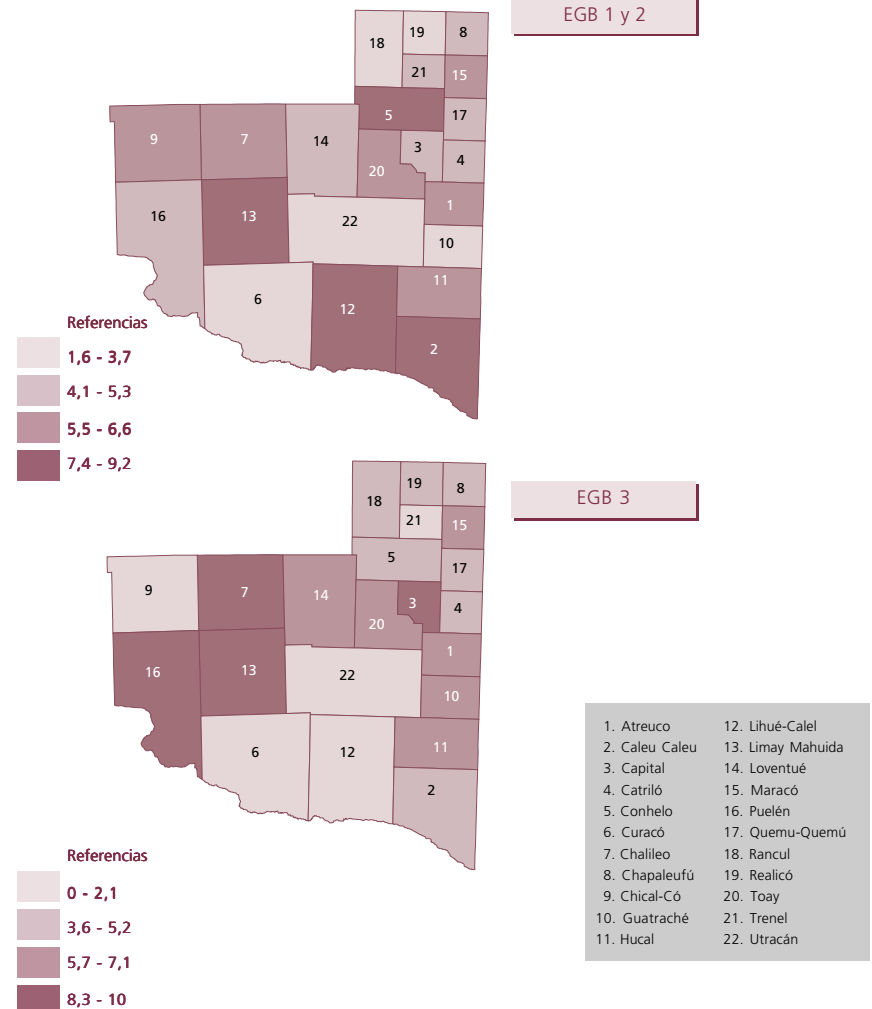 EGB 1 y 2
18
19
8
21
15
5
17
9
7
14
3
4
20
16
13
1
22
10
11
6
12
2
Referencias
1,6 - 3,7
4,1 - 5,3
5,5 - 6,6
7,4 - 9,2
EGB 3
19
8
18
21
15
5
17
9
7
14
3
4
20
1
16
13
22
10
11
6
12
2
Referencias
0 - 2,1
3,6 - 5,2
5,7 - 7,1
8,3 - 10
1. Atreuco
2. Caleu Caleu
3. Capital
4. Catriló
5. Conhelo
6. Curacó
7. Chalileo
8. Chapaleufú
9. Chical-Có
10. Guatraché
11. Hucal
12. Lihué-Calel
13. Limay Mahuida
14. Loventué
15. Maracó
16. Puelén
17. Quemu-Quemú
18. Rancul
19. Realicó
20. Toay
21. Trenel
22. Utracán